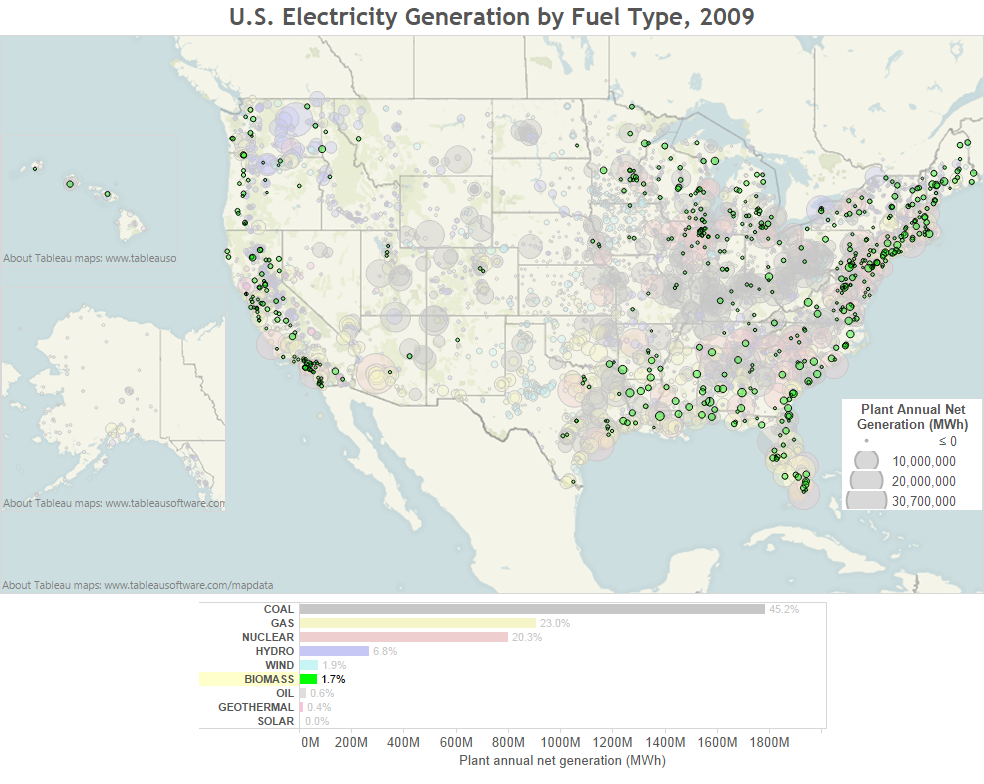 U.S. Electricity Generation by Fuel Type, 2009
About Tableau maps: www.tableauso
Plant Annual Net
Generation (MWh)
≤ 0
10,000,000
20,000,000
30,700,000
About Tableau maps: www.tableausoftware.com
About Tableau maps: www.tableausoftware.com/mapdata
COAL 45.2%
GAS 23.0%
NUCLEAR 20.3%
HYDRO 6.8%
WIND 1.9%
BIOMASS 1.7%
OIL 0.6%
GEOTHERMAL 0.4%
SOLAR 0.0%
0M 200M 400M 600M 800M 1000M 1200M 1400M 1600M 1800M
Plant annual net generation (MWh)